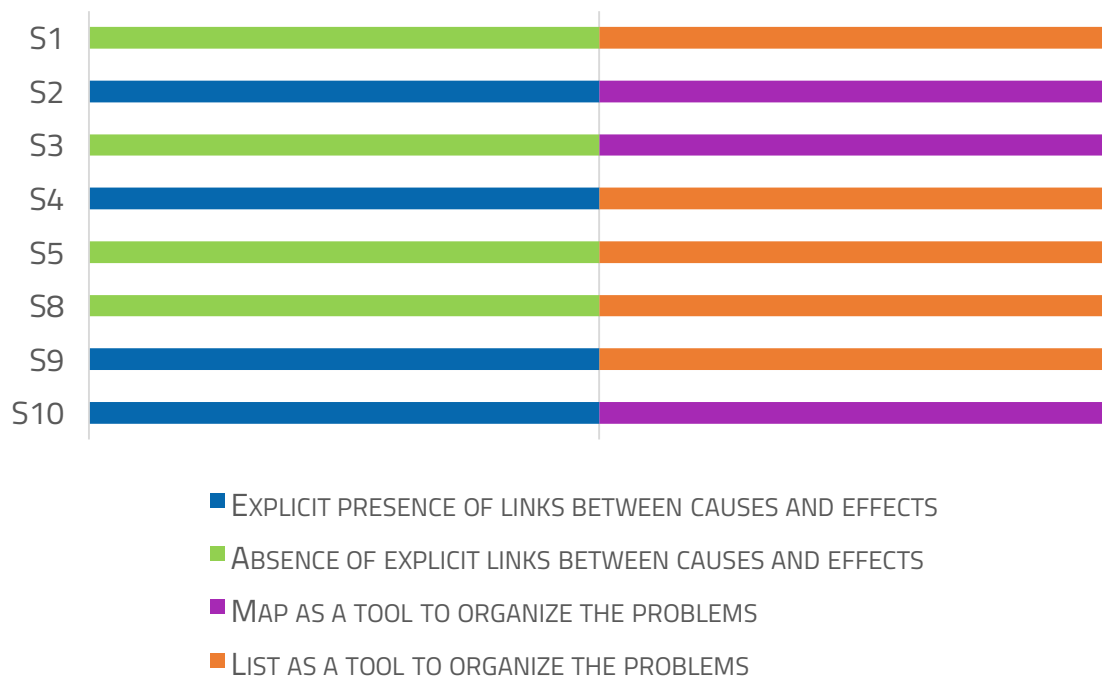 S1
S2
S3
S4
S5
S8
S9
S10
EXPLICIT PRESENCE OF LINKS BETWEEN CAUSES AND EFFECTS
ABSENCE OF EXPLICIT LINKS BETWEEN CAUSES AND EFFECTS
MAP AS A TOOL TO ORGANIZE THE PROBLEMS
LIST AS A TOOL TO ORGANIZE THE PROBLEMS